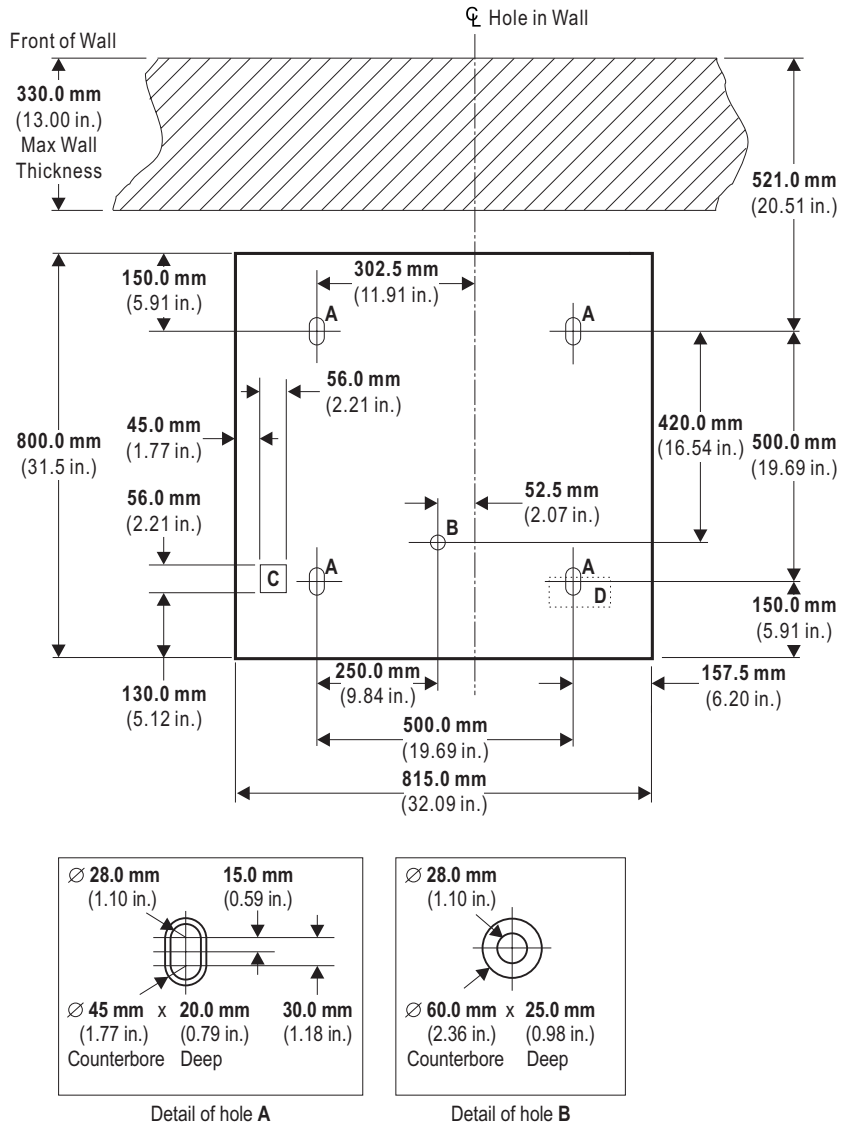 ℄ Hole in Wall
Front of Wall
330.0 mm
(13.00 in.)
Max Wall
Thickness
521.0 mm
(20.51 in.)
150.0 mm
(5.91 in.)
302.5 mm
(11.91 in.)
A
A
56.0 mm
(2.21 in.)
45.0 mm
(1.77 in.)
800.0 mm
(31.5 in.)
420.0 mm
(16.54 in.)
500.0 mm
(19.69 in.)
56.0 mm
(2.21 in.)
52.5 mm
(2.07 in.)
B
A
A
C
D
150.0 mm
(5.91 in.)
130.0 mm
(5.12 in.)
250.0 mm
(9.84 in.)
157.5 mm
(6.20 in.)
500.0 mm
(19.69 in.)
815.0 mm
(32.09 in.)
∅ 28.0 mm
(1.10 in.)
15.0 mm
(0.59 in.)
∅ 45 mm x 20.0 mm
(1.77 in.) (0.79 in.)
Counterbore Deep
30.0 mm
(1.18 in.)
Detail of hole A
∅ 28.0 mm
(1.10 in.)
∅ 60.0 mm x 25.0 mm
(2.36 in.) (0.98 in.)
Counterbore Deep
Detail of hole B